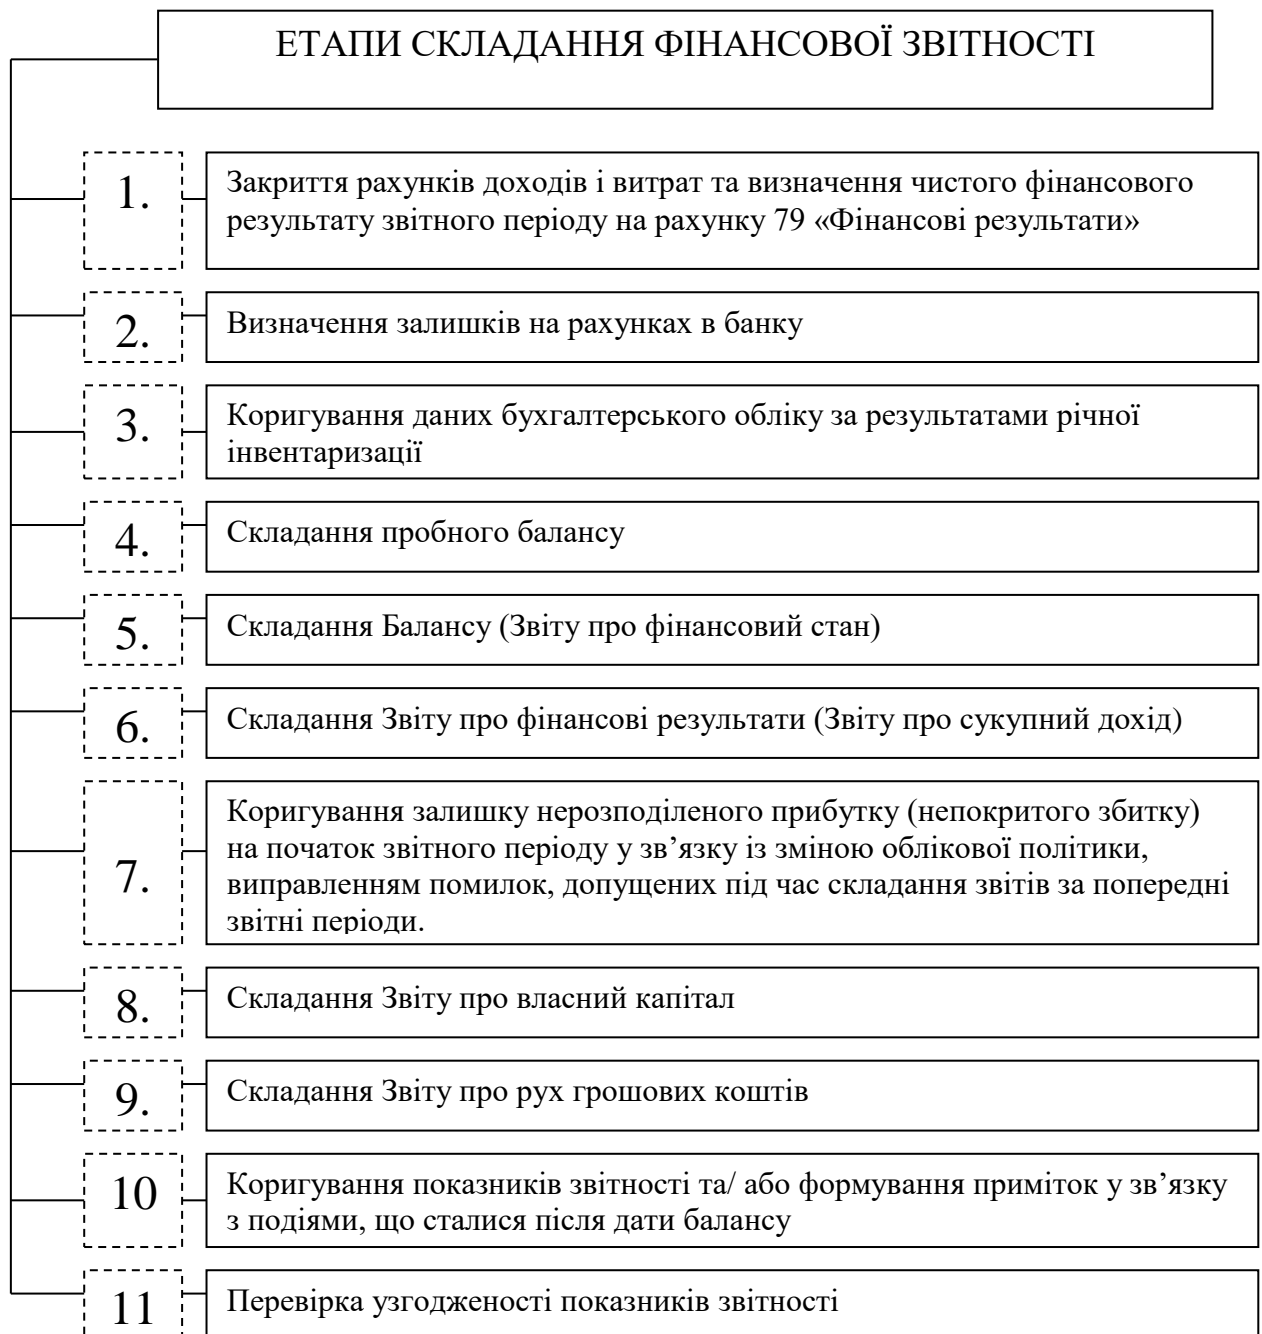 ЕТАПИ СКЛАДАННЯ ФІНАНСОВОЇ ЗВІТНОСТІ
1.
Закриття рахунків доходів і витрат та визначення чистого фінансового
результату звітного періоду на рахунку 79 «Фінансові результати»
2.
Визначення залишків на рахунках в банку
3.
Коригування даних бухгалтерського обліку за результатами річної
інвентаризації
4.
Складання пробного балансу
5.
Складання Балансу (Звіту про фінансовий стан)
6.
Складання Звіту про фінансові результати (Звіту про сукупний дохід)
7.
Коригування залишку нерозподіленого прибутку (непокритого збитку)
на початок звітного періоду у зв’язку із зміною облікової політики,
виправленням помилок, допущених під час складання звітів за попередні
звітні періоди.
8.
Складання Звіту про власний капітал
9.
Складання Звіту про рух грошових коштів
10
Коригування показників звітності та/ або формування приміток у зв’язку
з подіями, що сталися після дати балансу
11
Перевірка узгодженості показників звітності